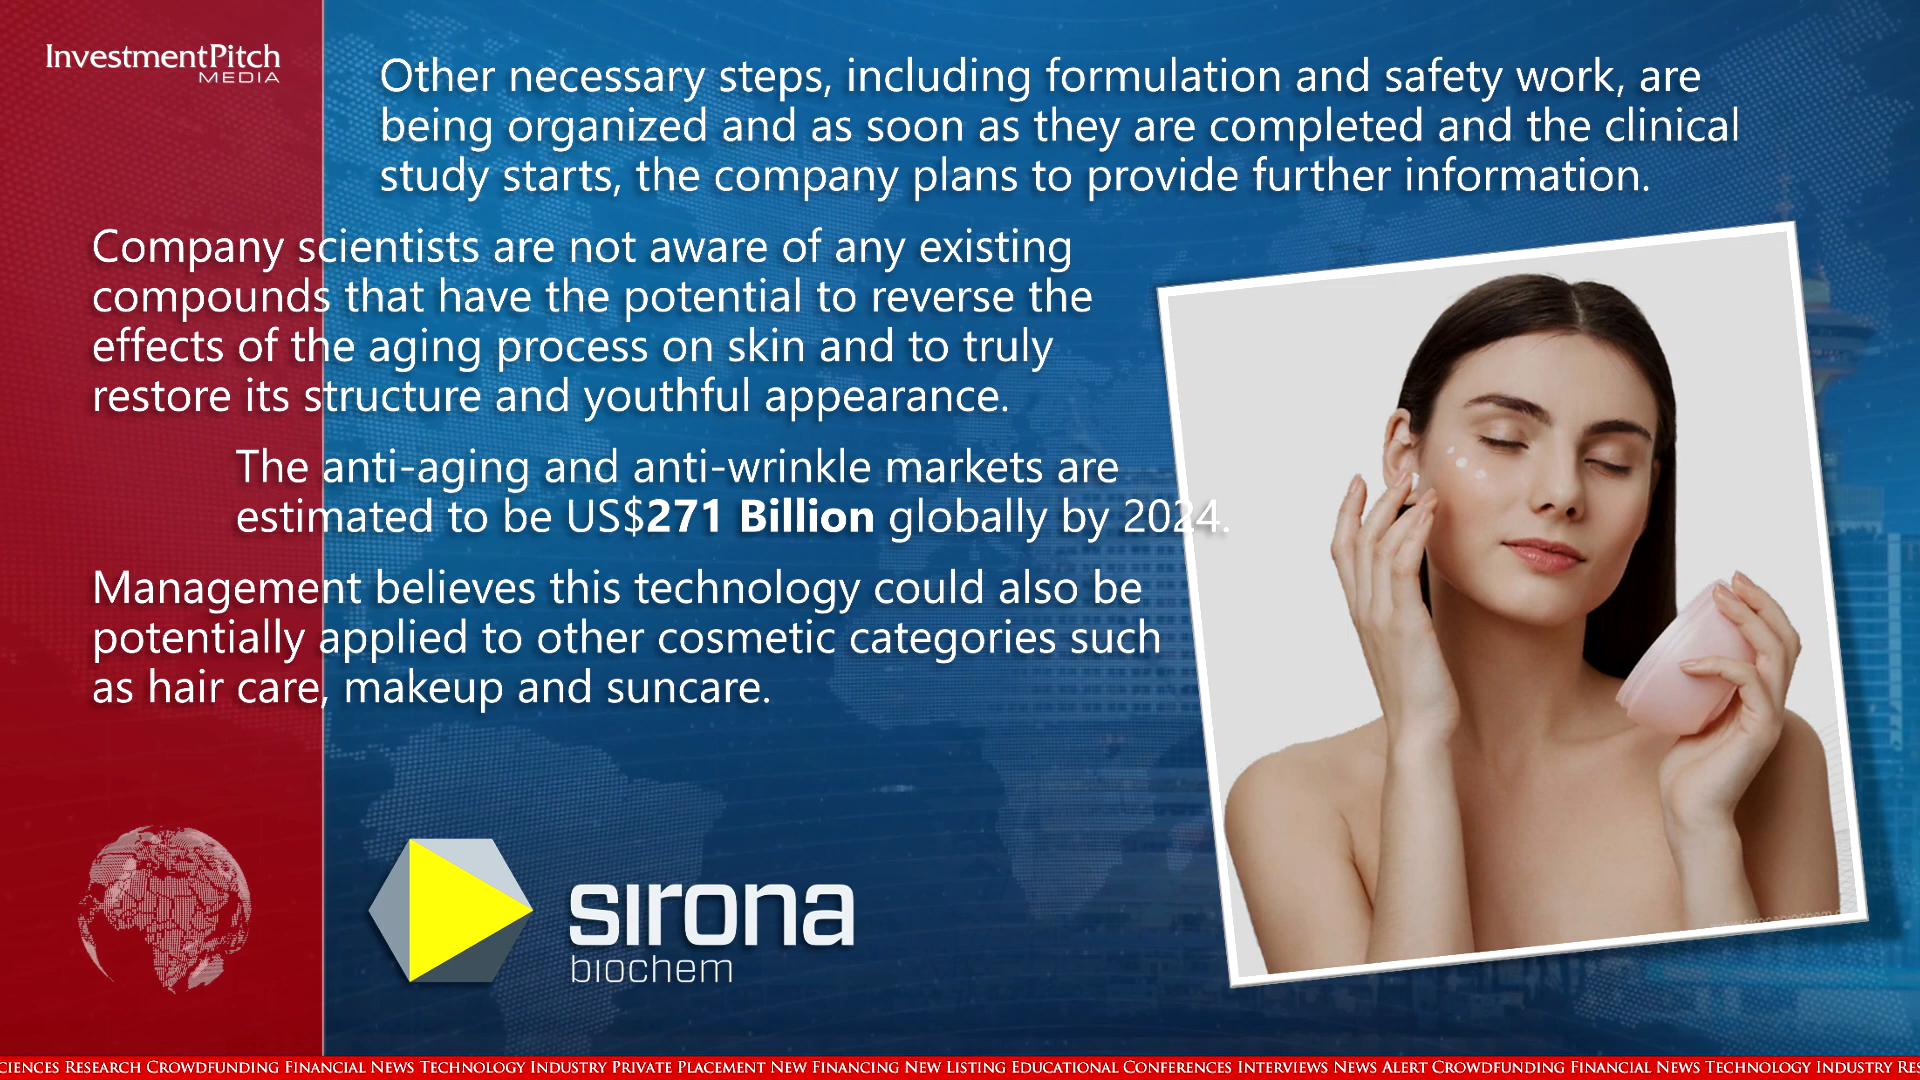 InvestmentPitch
MEDIA
Other necessary steps, including formulation and safety work, are
being organized and as soon as they are completed and the clinical
study starts, the company plans to provide further information.
Company scientists are not aware of any existing
compounds that have the potential to reverse the
effects of the aging process on skin and to truly
restore its structure and youthful appearance.
The anti-aging and anti-wrinkle markets are
estimated to be US$271 Billion globally by 2024.
Management believes this technology could also be
potentially applied to other cosmetic categories such
as hair care, makeup and suncare.
sirona
biochem
CIENCES RESEARCH CROWDFUNDING FINANCIAL NEWS TECHNOLOGY INDUSTRY PRIVATE PLACEMENT NEW FINANCING NEW LISTING EDUCATIONAL CONFERENCES INTERVIEWS NEWS ALERT CROWDFUNDING FINANCIAL NEWS TECHNOLOGY INDUSTRY RES